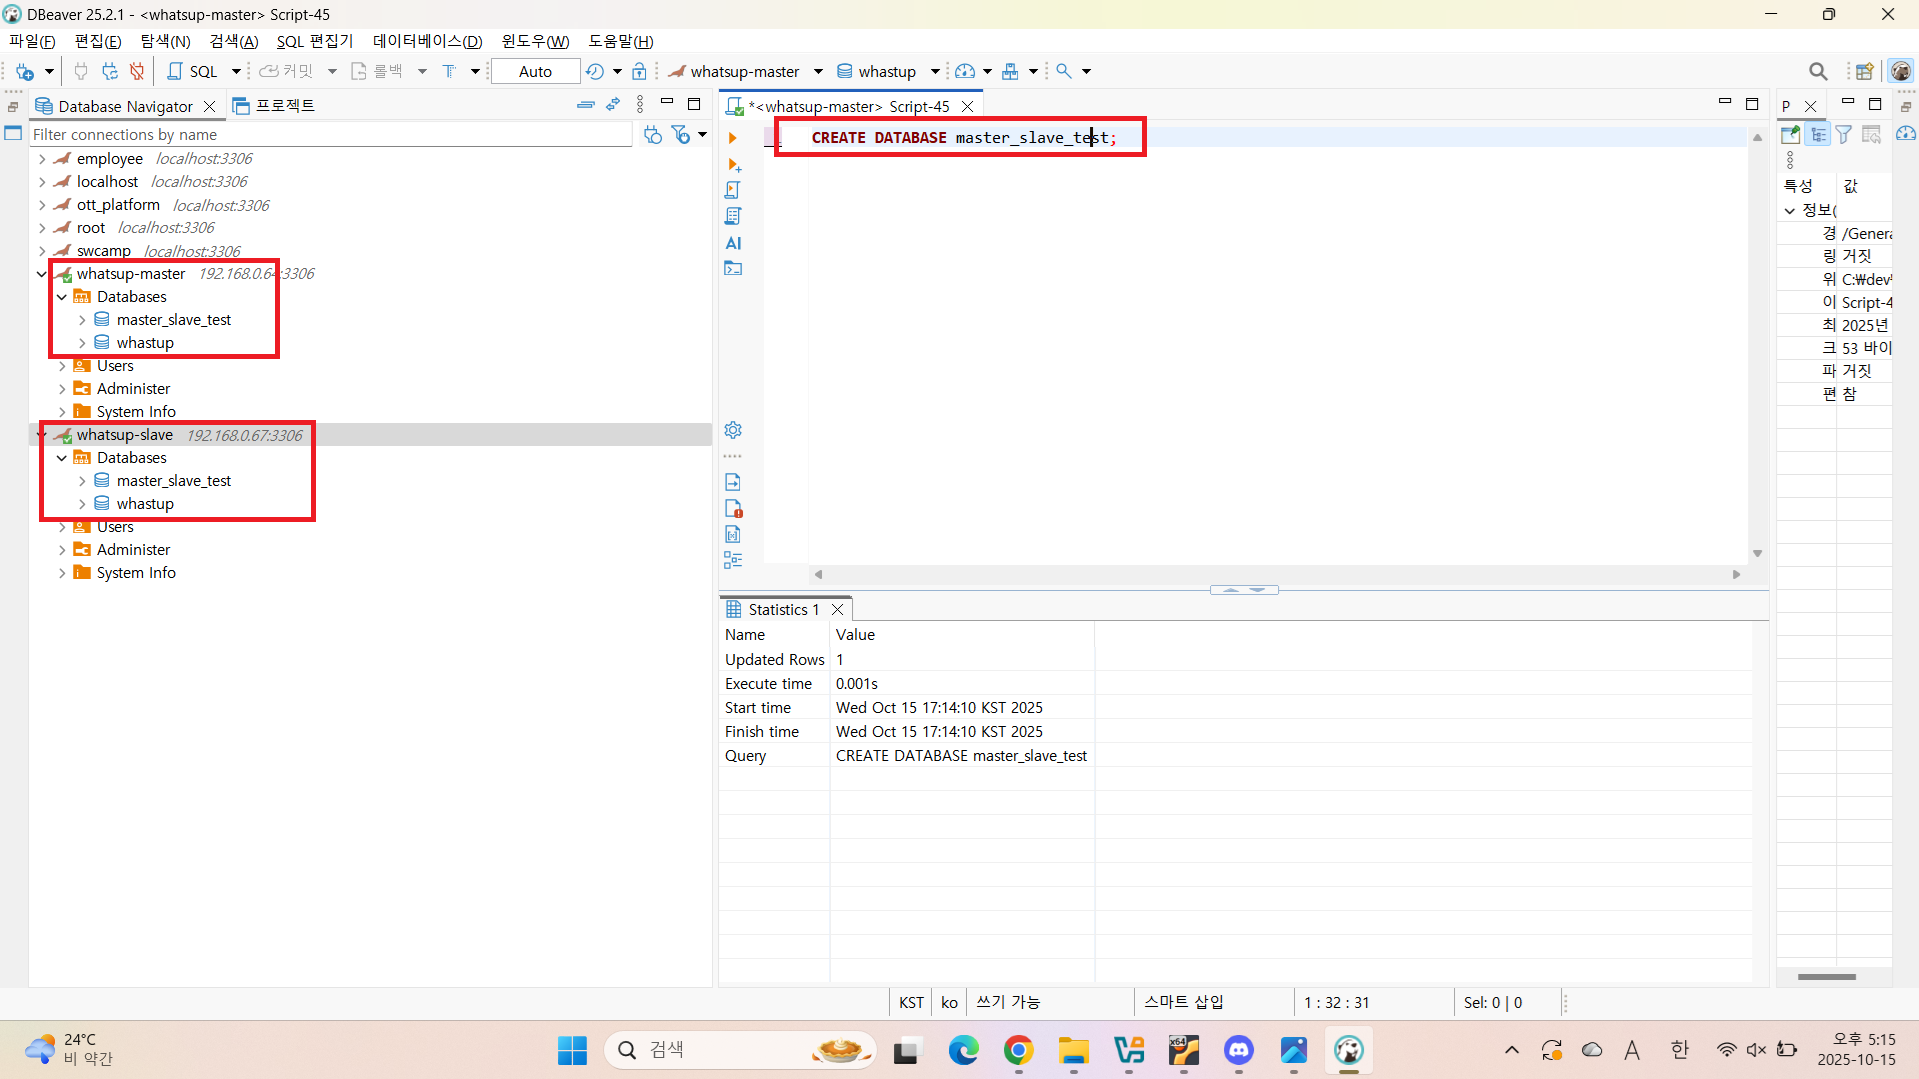 DBeaver 25.2.1 - <whatsup-master> Script-45
파일(F) 편집(E) 탐색(N) 검색(A) SQL 편집기 데이터베이스(D) 윈도우(W) 도움말(H)
SQL 커밋 롤백 T Auto whatsup-master whastup
Database Navigator 프로젝트
Filter connections by name
employee localhost:3306
localhost localhost:3306
ott_platform localhost:3306
root localhost:3306
swcamp localhost:3306
whatsup-master 192.168.0.64:3306
Databases
master_slave_test
whastup
Users
Administer
System Info
whatsup-slave 192.168.0.67:3306
Databases
master_slave_test
whastup
Users
Administer
System Info
*<whatsup-master> Script-45
CREATE DATABASE master_slave_test;
AI
Statistics 1
Name Value
Updated Rows 1
Execute time 0.001s
Start time Wed Oct 15 17:14:10 KST 2025
Finish time Wed Oct 15 17:14:10 KST 2025
Query CREATE DATABASE master_slave_test
P
특성 값
정보(
경 /Genera
링 거짓
위 C:₩dev₩
이 Script-4
최 2025년
크 53 바이
파 거짓
편 참
KST ko 쓰기 가능 스마트 삽입 1 : 32 : 31 Sel: 0 | 0
24°C
비 약간
검색
x64
A 한
오후 5:15
2025-10-15